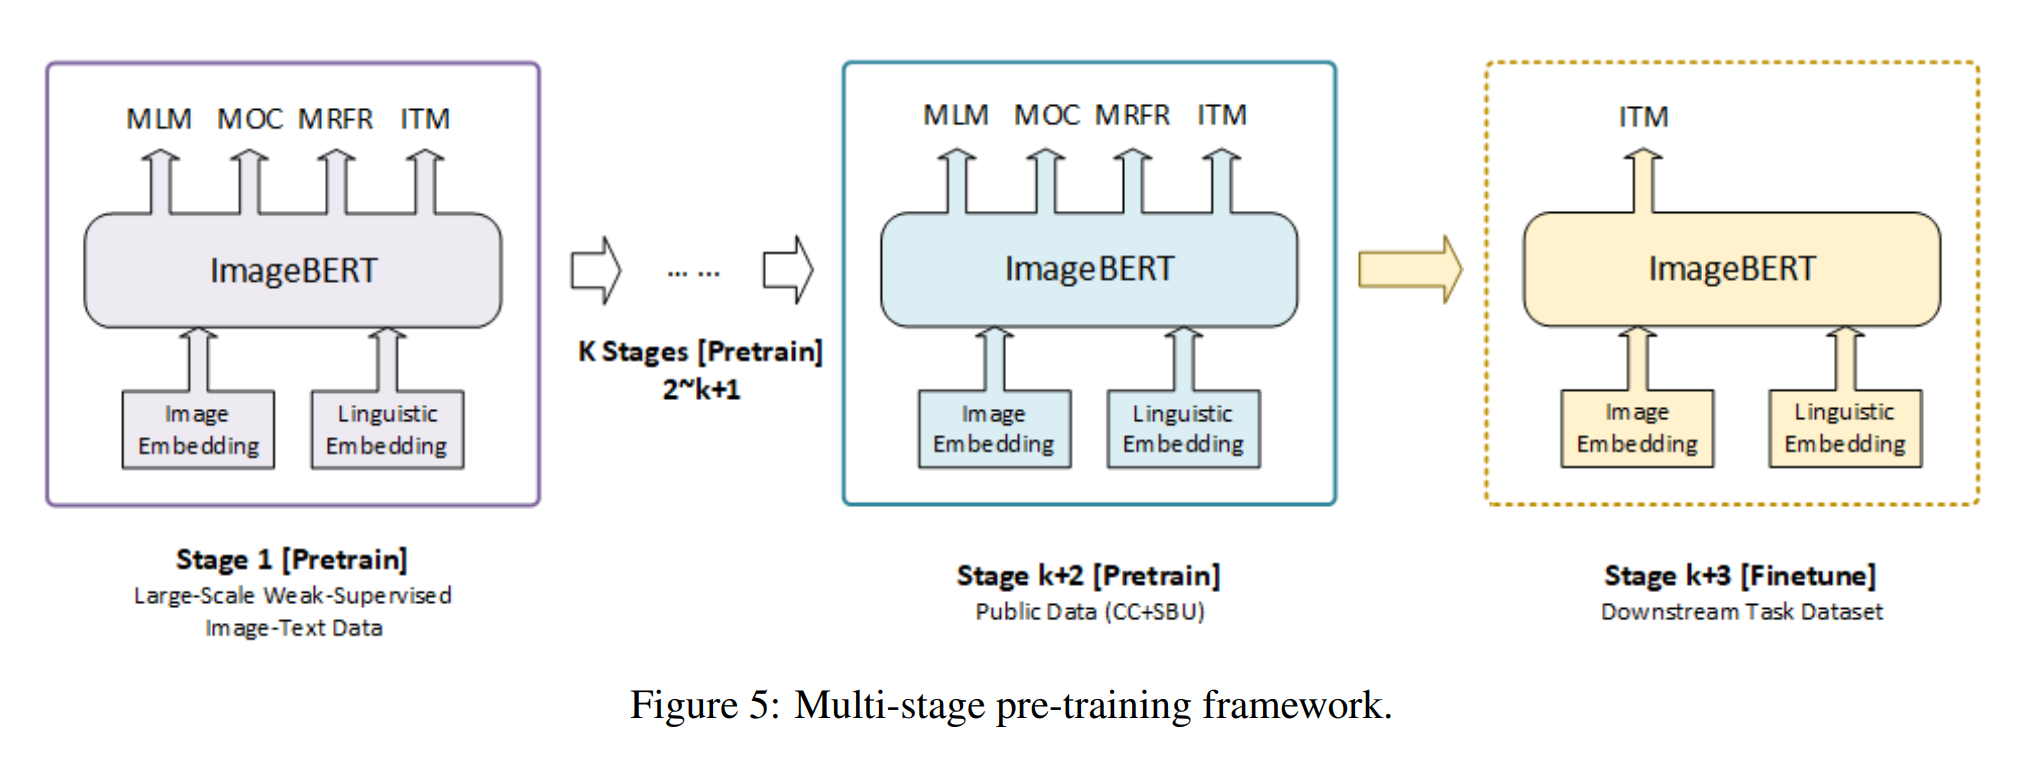 MLM MOC MRFR ITM
ImageBERT
Image
Embedding
Linguistic
Embedding
Stage 1 [Pretrain]
Large-Scale Weak-Supervised
Image-Text Data
... ...
K Stages [Pretrain]
2~k+1
MLM MOC MRFR ITM
ImageBERT
Image
Embedding
Linguistic
Embedding
Stage k+2 [Pretrain]
Public Data (CC+SBU)
ITM
ImageBERT
Image
Embedding
Linguistic
Embedding
Stage k+3 [Finetune]
Downstream Task Dataset
Figure 5: Multi-stage pre-training framework.